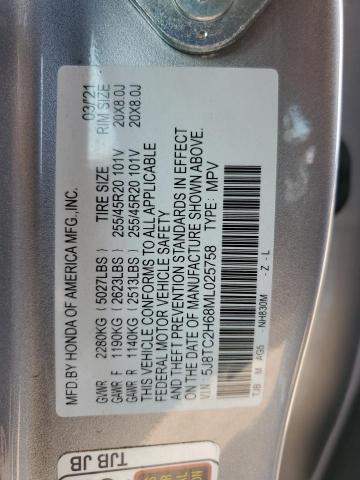 MFD.BY HONDA OF AMERICA MFG.,INC. 03/21
TIRE SIZE RIM SIZE
GVWR 2280KG (5027LBS)
GAWR F 1190KG (2623LBS) 255/45R20 101V 20X8.0J
GAWR R 1140KG (2513LBS) 255/45R20 101V 20X8.0J
THIS VEHICLE CONFORMS TO ALL APPLICABLE
FEDERAL MOTOR VEHICLE SAFETY
AND THEFT PREVENTION STANDARDS IN EFFECT
ON THE DATE OF MANUFACTURE SHOWN ABOVE.
V.I.N.: 5J8TC2H68ML025758 TYPE: MPV
TJB M AG5 NH830M - Z - L
TJB JB